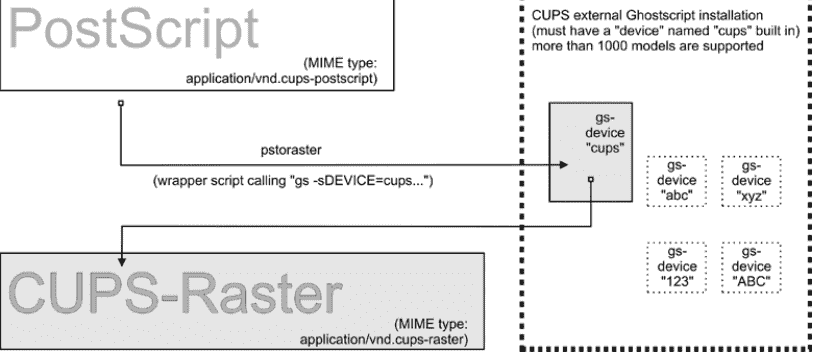 PostScript
(MIME type:
application/vnd.cups-postscript)
CUPS external Ghostscript installation
(must have a "device" named "cups" built in)
more than 1000 models are supported
gs-
device
"cups"
pstoraster
(wrapper script calling "gs -sDEVICE=cups...")
gs-
device
"abc"
gs-
device
"xyz"
gs-
device
"123"
gs-
device
"ABC"
CUPS-Raster
(MIME type:
application/vnd.cups-raster)